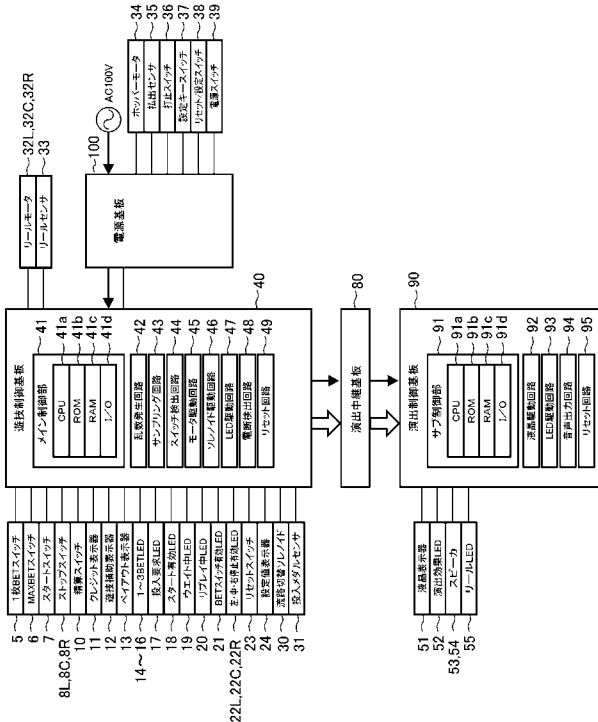 5 1枚BETスイッチ
6 MAXBETスイッチ
7 スタートスイッチ
8L,8C,8R ストップスイッチ
10 精算スイッチ
11 クレジット表示器
12 遊技補助表示器
13 ペイアウト表示器
14～16 1～3BETLED
17 投入要求LED
18 スタート有効LED
19 ウエイト中LED
20 リプレイ中LED
21 BETスイッチ有効LED
22L,22C,22R 左・中・右停止有効LED
23 リセットスイッチ
24 設定値表示器
30 流路切替ソレノイド
31 投入メダルセンサ
遊技制御基板
40
メイン制御部
41
CPU 41a
ROM 41b
RAM 41c
I/O 41d
乱数発生回路 42
サンプリング回路 43
スイッチ検出回路 44
モータ駆動回路 45
ソレノイド駆動回路 46
LED駆動回路 47
電断検出回路 48
リセット回路 49
リールモータ 32L,32C,32R
リールセンサ 33
電源基板
100
AC100V
ホッパーモータ 34
払出センサ 35
打止スイッチ 36
設定キースイッチ 37
リセット/設定スイッチ 38
電源スイッチ 39
演出中継基板
80
演出制御基板
90
サブ制御部
91
CPU 91a
ROM 91b
RAM 91c
I/O 91d
液晶駆動回路 92
LED駆動回路 93
音声出力回路 94
リセット回路 95
51 液晶表示器
52 演出効果LED
53,54 スピーカ
55 リールLED